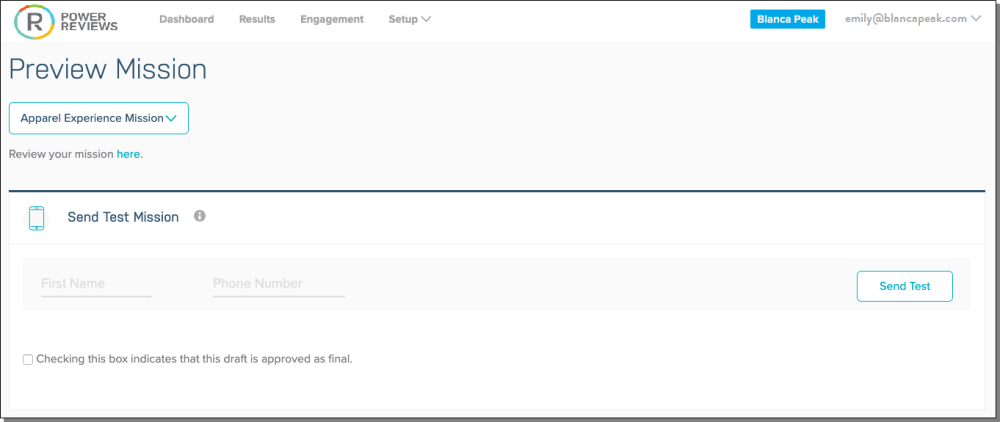 R POWER REVIEWS Dashboard Results Engagement Setup Blanca Peak emily@blancapeak.com
Preview Mission
Apparel Experience Mission
Review your mission here.
Send Test Mission i
First Name Phone Number Send Test
Checking this box indicates that this draft is approved as final.